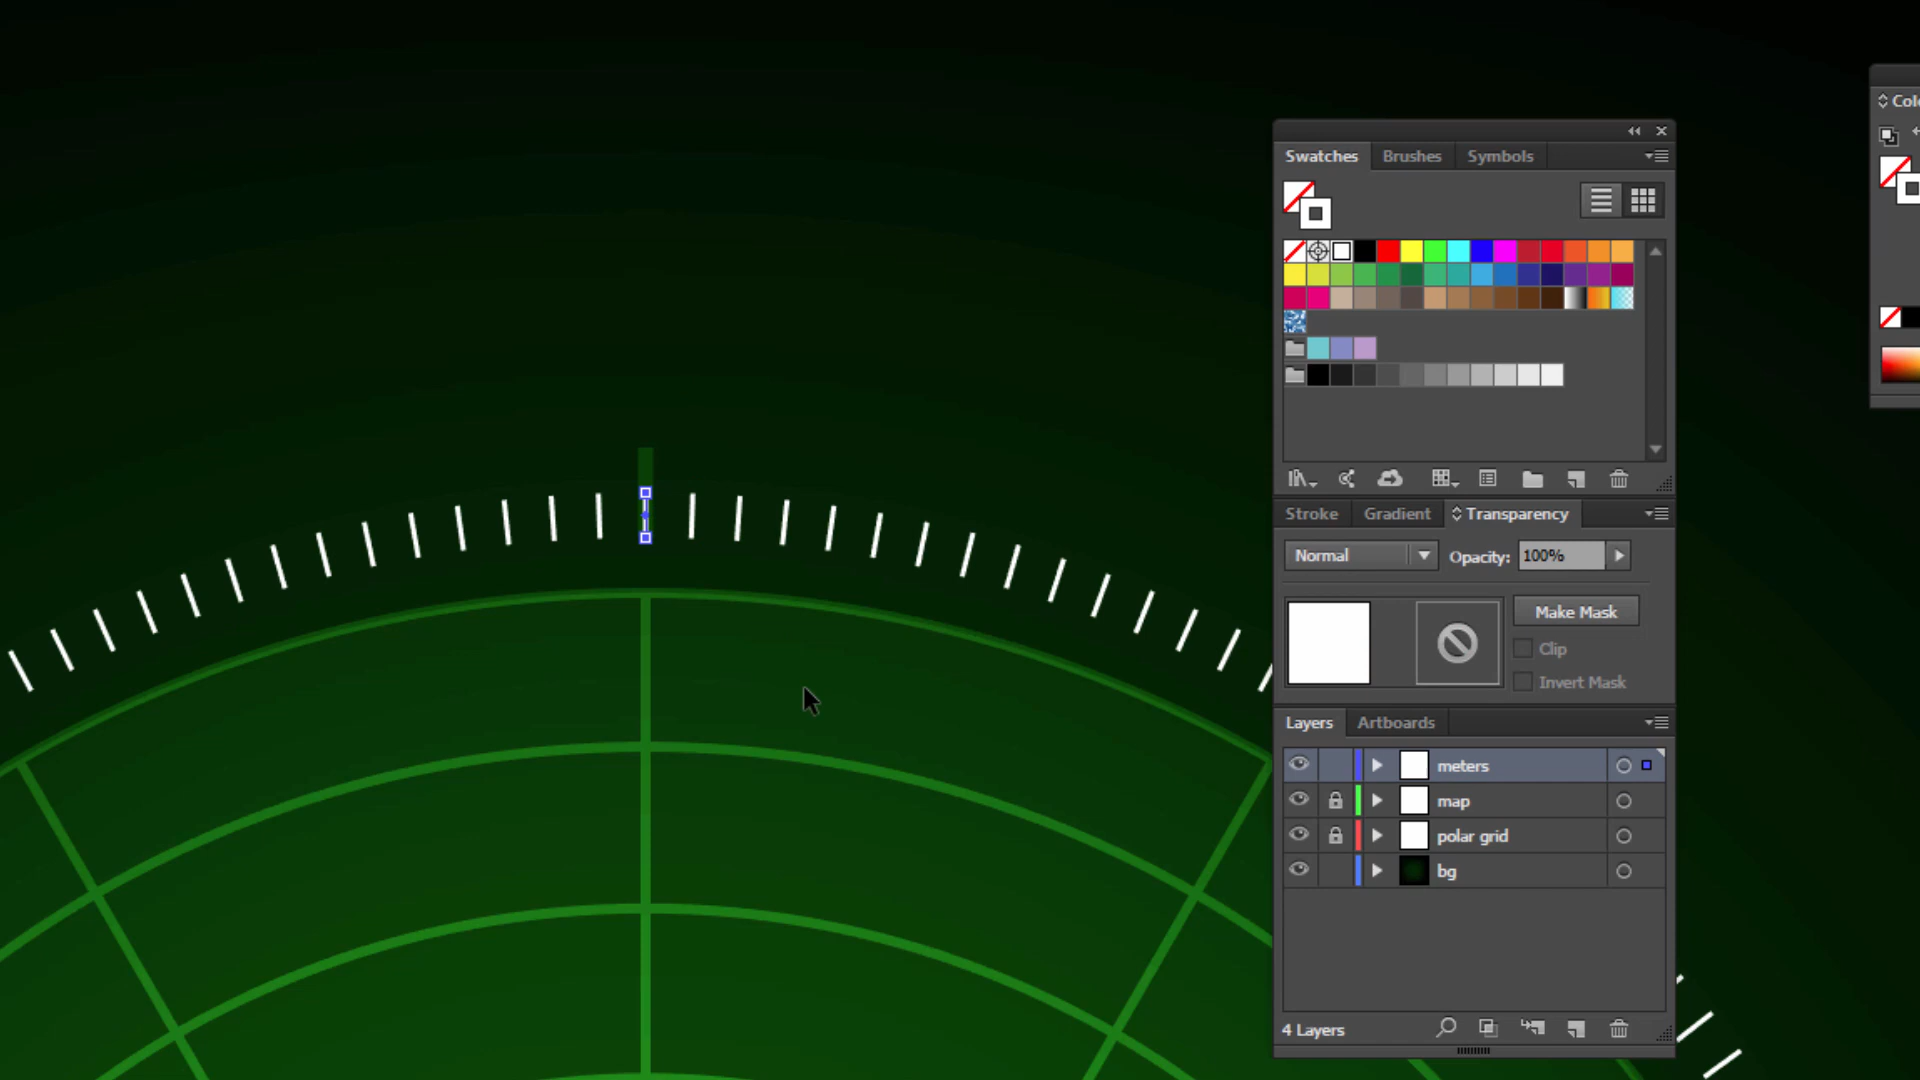 Swatches Brushes Symbols
Stroke Gradient Transparency
Normal Opacity: 100%
Make Mask
Clip
Invert Mask
Layers Artboards
meters
map
polar grid
bg
4 Layers